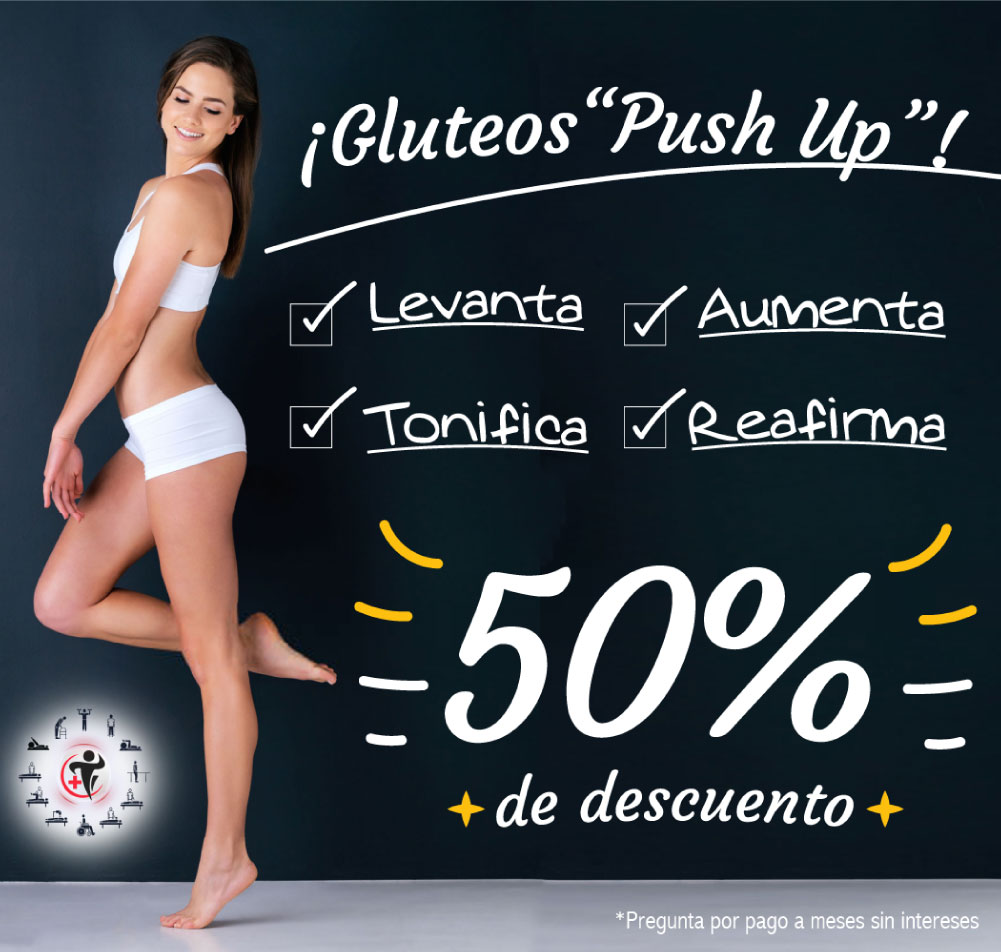 ¡Gluteos “Push Up”!
Levanta
Aumenta
Tonifica
Reafirma
50%
de descuento
*Pregunta por pago a meses sin intereses